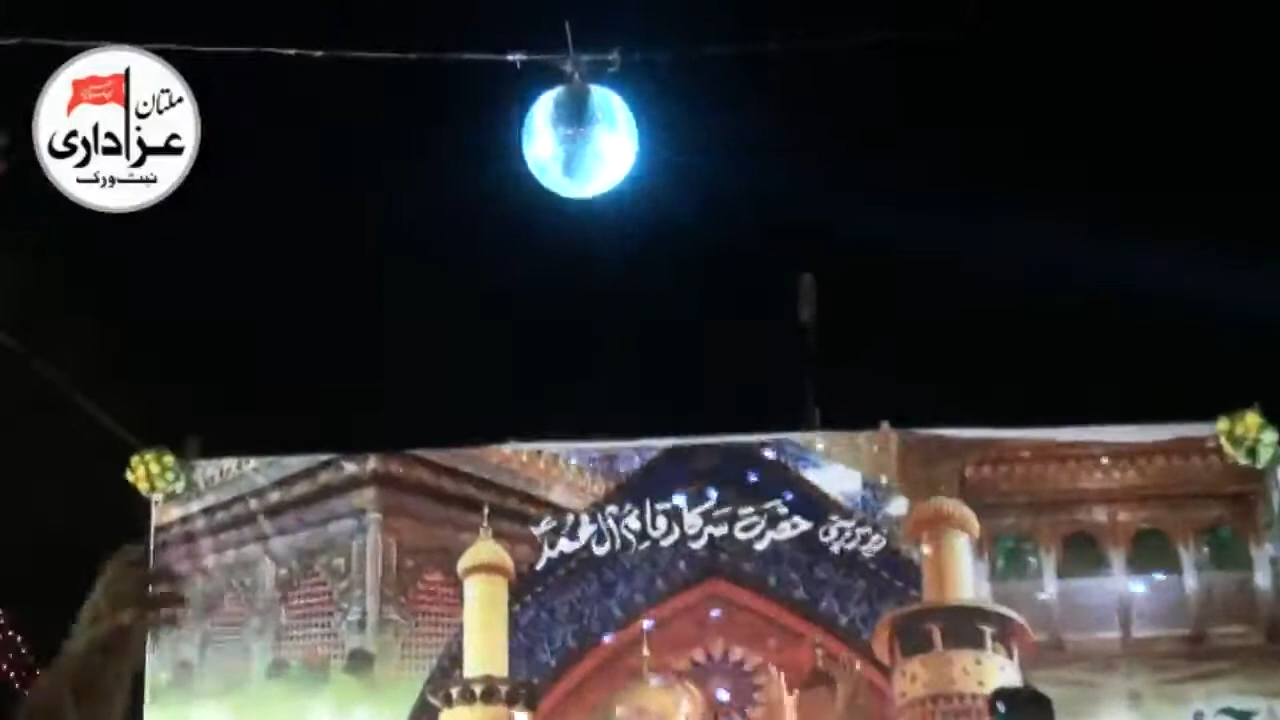 ملتان
عزاداری
نیٹ ورک
حضرت سرکار قائم آل محمدؐ